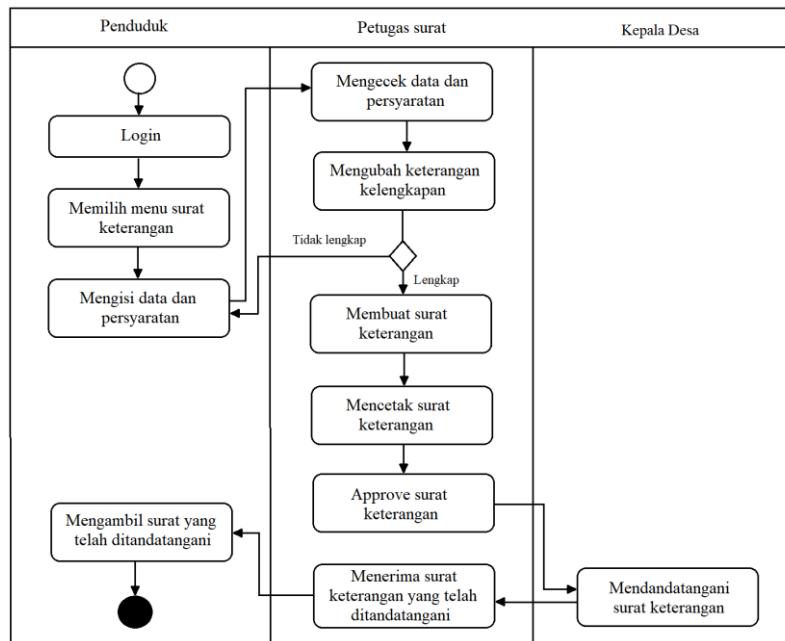 Penduduk
Petugas surat
Kepala Desa
Login
Memilih menu surat
keterangan
Mengisi data dan
persyaratan
Mengecek data dan
persyaratan
Mengubah keterangan
kelengkapan
Tidak lengkap
Lengkap
Membuat surat
keterangan
Mencetak surat
keterangan
Approve surat
keterangan
Mendandatangani
surat keterangan
Menerima surat
keterangan yang telah
ditandatangani
Mengambil surat yang
telah ditandatangani